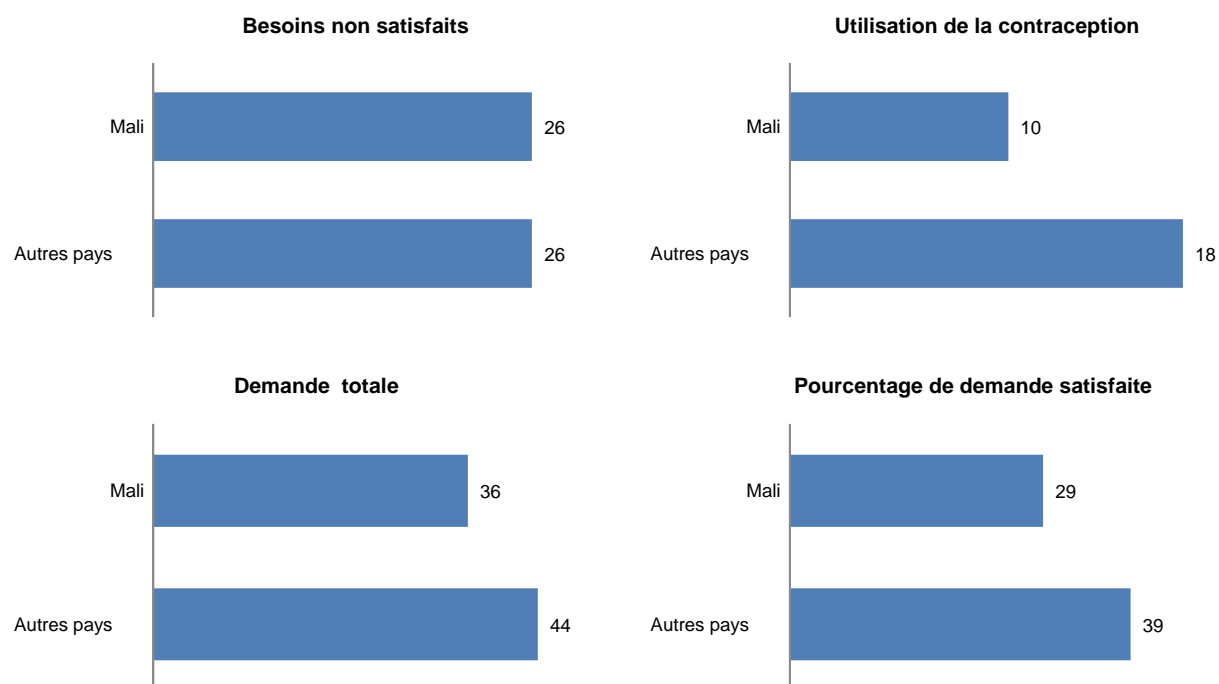 Besoins non satisfaits
Mali
26
Autres pays
26
Utilisation de la contraception
Mali
10
Autres pays
18
Demande totale
Mali
36
Autres pays
44
Pourcentage de demande satisfaite
Mali
29
Autres pays
39